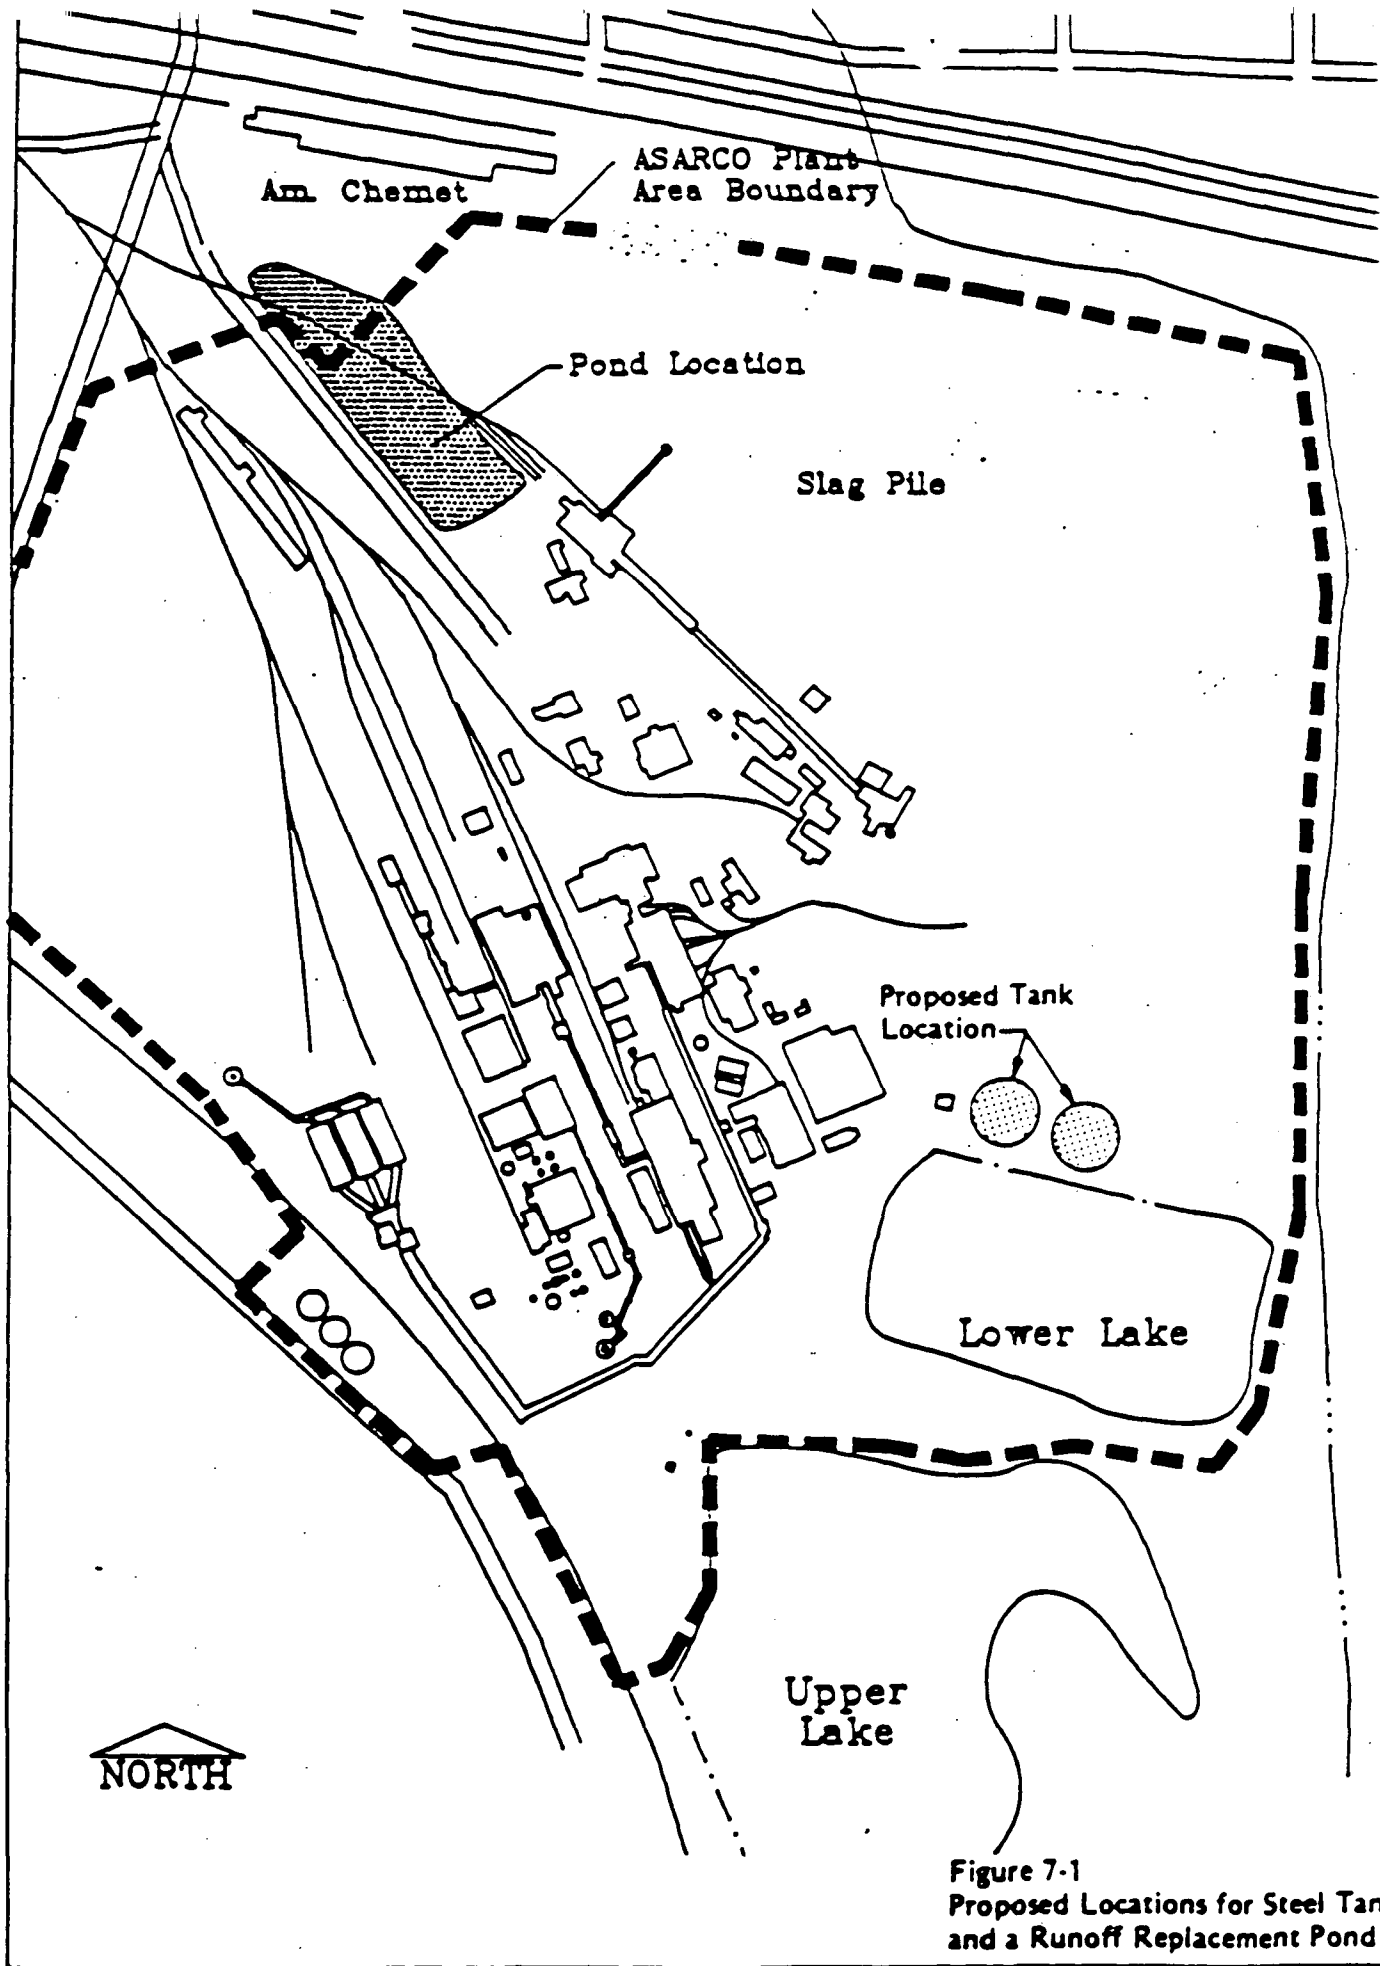 ASARCO Plant
Area Boundary
Am. Chemet
Pond Location
Slag Pile
Proposed Tank
Location
Lower Lake
Upper
Lake
NORTH
Figure 7-1
Proposed Locations for Steel Tan
and a Runoff Replacement Pond